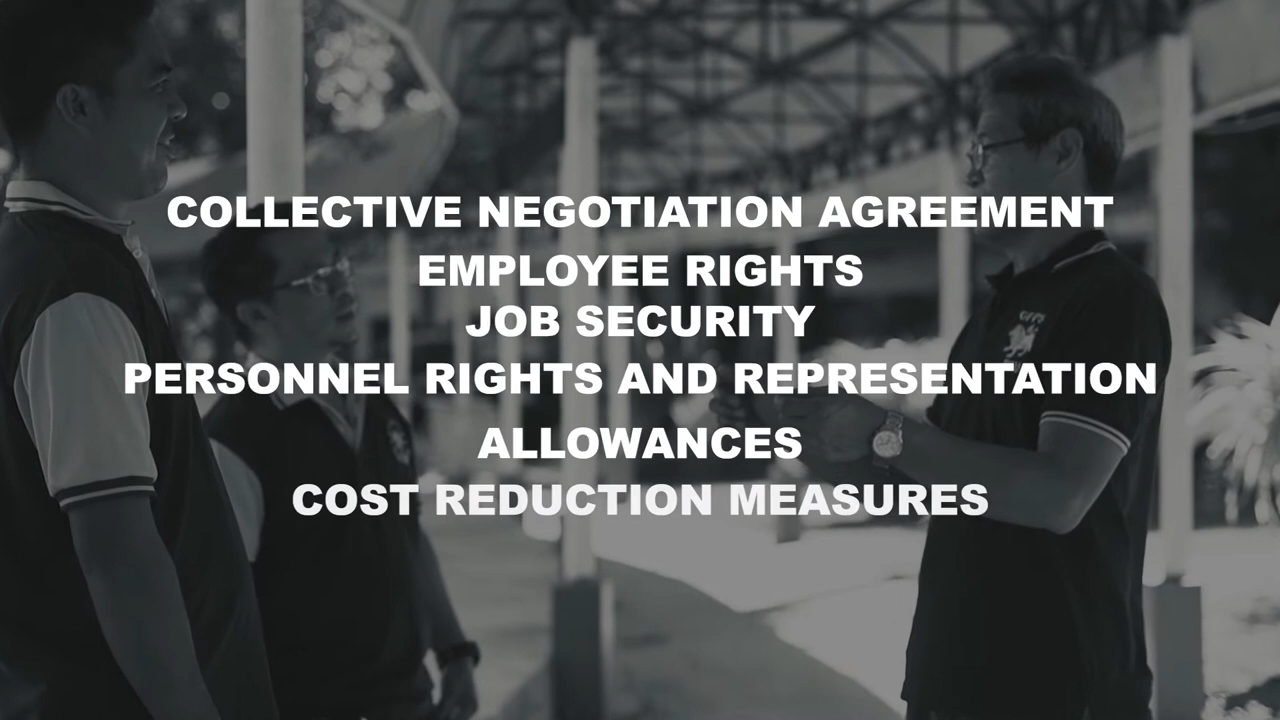 COLLECTIVE NEGOTIATION AGREEMENT
EMPLOYEE RIGHTS
JOB SECURITY
PERSONNEL RIGHTS AND REPRESENTATION
ALLOWANCES
COST REDUCTION MEASURES